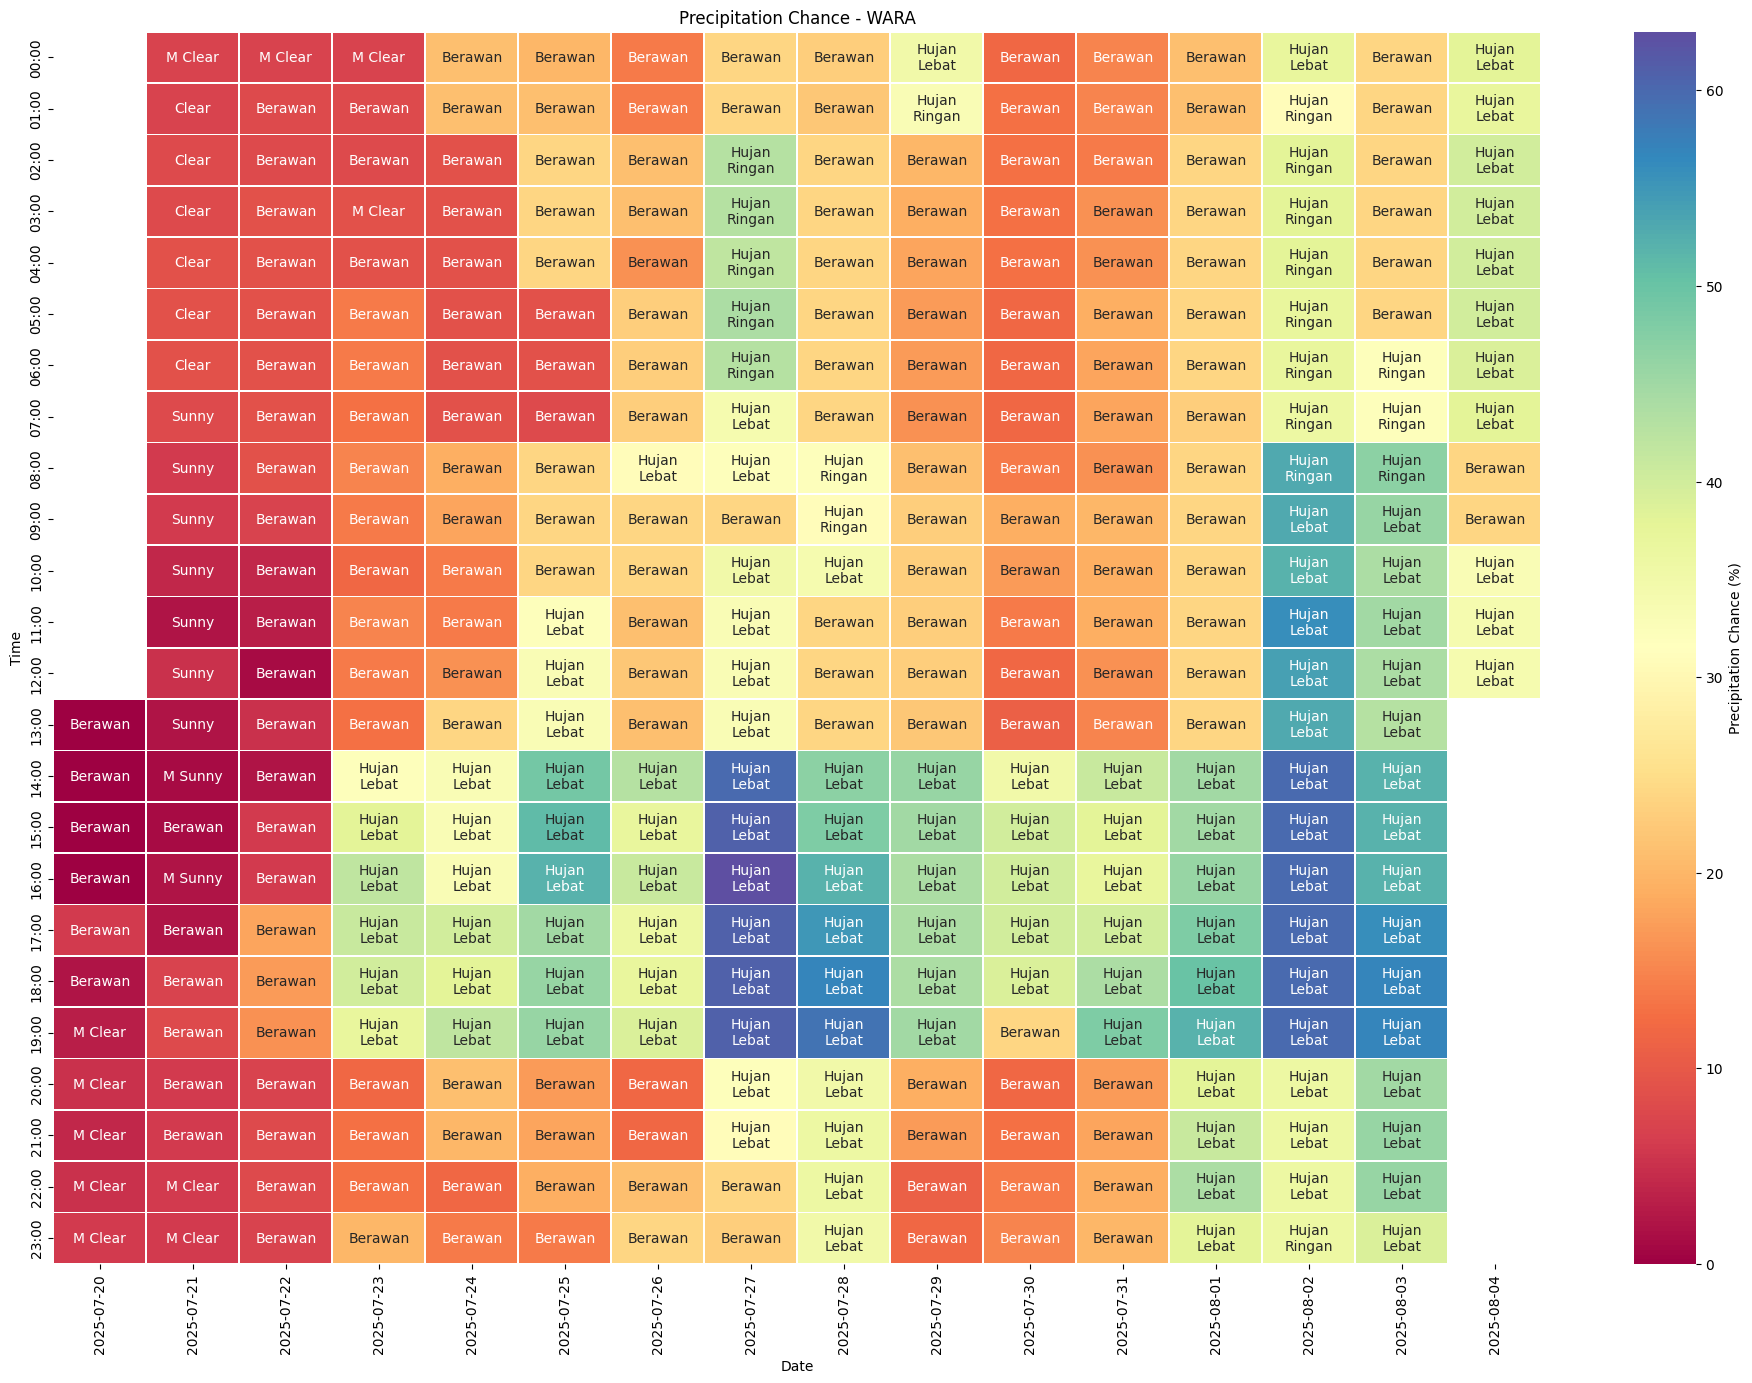 Precipitation Chance - WARA
00:00 M Clear M Clear M Clear Berawan Berawan Berawan Berawan Berawan Hujan Lebat Berawan Berawan Berawan Hujan Lebat Berawan Hujan Lebat
01:00 Clear Berawan Berawan Berawan Berawan Berawan Berawan Berawan Hujan Ringan Berawan Berawan Berawan Hujan Ringan Berawan Hujan Lebat
02:00 Clear Berawan Berawan Berawan Berawan Berawan Hujan Ringan Berawan Berawan Berawan Berawan Berawan Hujan Ringan Berawan Hujan Lebat
03:00 Clear Berawan M Clear Berawan Berawan Berawan Hujan Ringan Berawan Berawan Berawan Berawan Berawan Hujan Ringan Berawan Hujan Lebat
04:00 Clear Berawan Berawan Berawan Berawan Berawan Hujan Ringan Berawan Berawan Berawan Berawan Berawan Hujan Ringan Berawan Hujan Lebat
05:00 Clear Berawan Berawan Berawan Berawan Berawan Hujan Ringan Berawan Berawan Berawan Berawan Berawan Hujan Ringan Berawan Hujan Lebat
06:00 Clear Berawan Berawan Berawan Berawan Berawan Hujan Ringan Berawan Berawan Berawan Berawan Berawan Hujan Ringan Hujan Ringan Hujan Lebat
07:00 Sunny Berawan Berawan Berawan Berawan Berawan Hujan Lebat Berawan Berawan Berawan Berawan Berawan Hujan Ringan Hujan Ringan Hujan Lebat
08:00 Sunny Berawan Berawan Berawan Berawan Hujan Lebat Hujan Lebat Hujan Ringan Berawan Berawan Berawan Berawan Hujan Ringan Hujan Ringan Berawan
09:00 Sunny Berawan Berawan Berawan Berawan Berawan Berawan Hujan Ringan Berawan Berawan Berawan Berawan Hujan Lebat Hujan Lebat Berawan
10:00 Sunny Berawan Berawan Berawan Berawan Berawan Hujan Lebat Hujan Lebat Berawan Berawan Berawan Berawan Hujan Lebat Hujan Lebat Hujan Lebat
11:00 Sunny Berawan Berawan Berawan Hujan Lebat Berawan Hujan Lebat Berawan Berawan Berawan Berawan Berawan Hujan Lebat Hujan Lebat Hujan Lebat
12:00 Sunny Berawan Berawan Berawan Hujan Lebat Berawan Hujan Lebat Berawan Berawan Berawan Berawan Berawan Hujan Lebat Hujan Lebat Hujan Lebat
13:00 Berawan Sunny Berawan Berawan Berawan Hujan Lebat Berawan Hujan Lebat Berawan Berawan Berawan Berawan Berawan Hujan Lebat Hujan Lebat
14:00 Berawan M Sunny Berawan Hujan Lebat Hujan Lebat Hujan Lebat Hujan Lebat Hujan Lebat Hujan Lebat Hujan Lebat Hujan Lebat Hujan Lebat Hujan Lebat Hujan Lebat Hujan Lebat
15:00 Berawan Berawan Berawan Hujan Lebat Hujan Lebat Hujan Lebat Hujan Lebat Hujan Lebat Hujan Lebat Hujan Lebat Hujan Lebat Hujan Lebat Hujan Lebat Hujan Lebat Hujan Lebat
16:00 Berawan M Sunny Berawan Hujan Lebat Hujan Lebat Hujan Lebat Hujan Lebat Hujan Lebat Hujan Lebat Hujan Lebat Hujan Lebat Hujan Lebat Hujan Lebat Hujan Lebat Hujan Lebat
17:00 Berawan Berawan Berawan Hujan Lebat Hujan Lebat Hujan Lebat Hujan Lebat Hujan Lebat Hujan Lebat Hujan Lebat Hujan Lebat Hujan Lebat Hujan Lebat Hujan Lebat Hujan Lebat
18:00 Berawan Berawan Berawan Hujan Lebat Hujan Lebat Hujan Lebat Hujan Lebat Hujan Lebat Hujan Lebat Hujan Lebat Hujan Lebat Hujan Lebat Hujan Lebat Hujan Lebat Hujan Lebat
19:00 M Clear Berawan Berawan Hujan Lebat Hujan Lebat Hujan Lebat Hujan Lebat Hujan Lebat Hujan Lebat Hujan Lebat Berawan Hujan Lebat Hujan Lebat Hujan Lebat Hujan Lebat
20:00 M Clear Berawan Berawan Berawan Berawan Berawan Berawan Hujan Lebat Hujan Lebat Berawan Berawan Berawan Hujan Lebat Hujan Lebat Hujan Lebat
21:00 M Clear Berawan Berawan Berawan Berawan Berawan Berawan Hujan Lebat Hujan Lebat Berawan Berawan Berawan Hujan Lebat Hujan Lebat Hujan Lebat
22:00 M Clear M Clear Berawan Berawan Berawan Berawan Berawan Berawan Hujan Lebat Berawan Berawan Berawan Hujan Lebat Hujan Lebat Hujan Lebat
23:00 M Clear M Clear Berawan Berawan Berawan Berawan Berawan Berawan Hujan Lebat Berawan Berawan Berawan Hujan Lebat Hujan Ringan Hujan Lebat
Time
2025-07-20 2025-07-21 2025-07-22 2025-07-23 2025-07-24 2025-07-25 2025-07-26 2025-07-27 2025-07-28 2025-07-29 2025-07-30 2025-07-31 2025-08-01 2025-08-02 2025-08-03 2025-08-04
Date
60
50
40
30
20
10
0
Precipitation Chance (%)